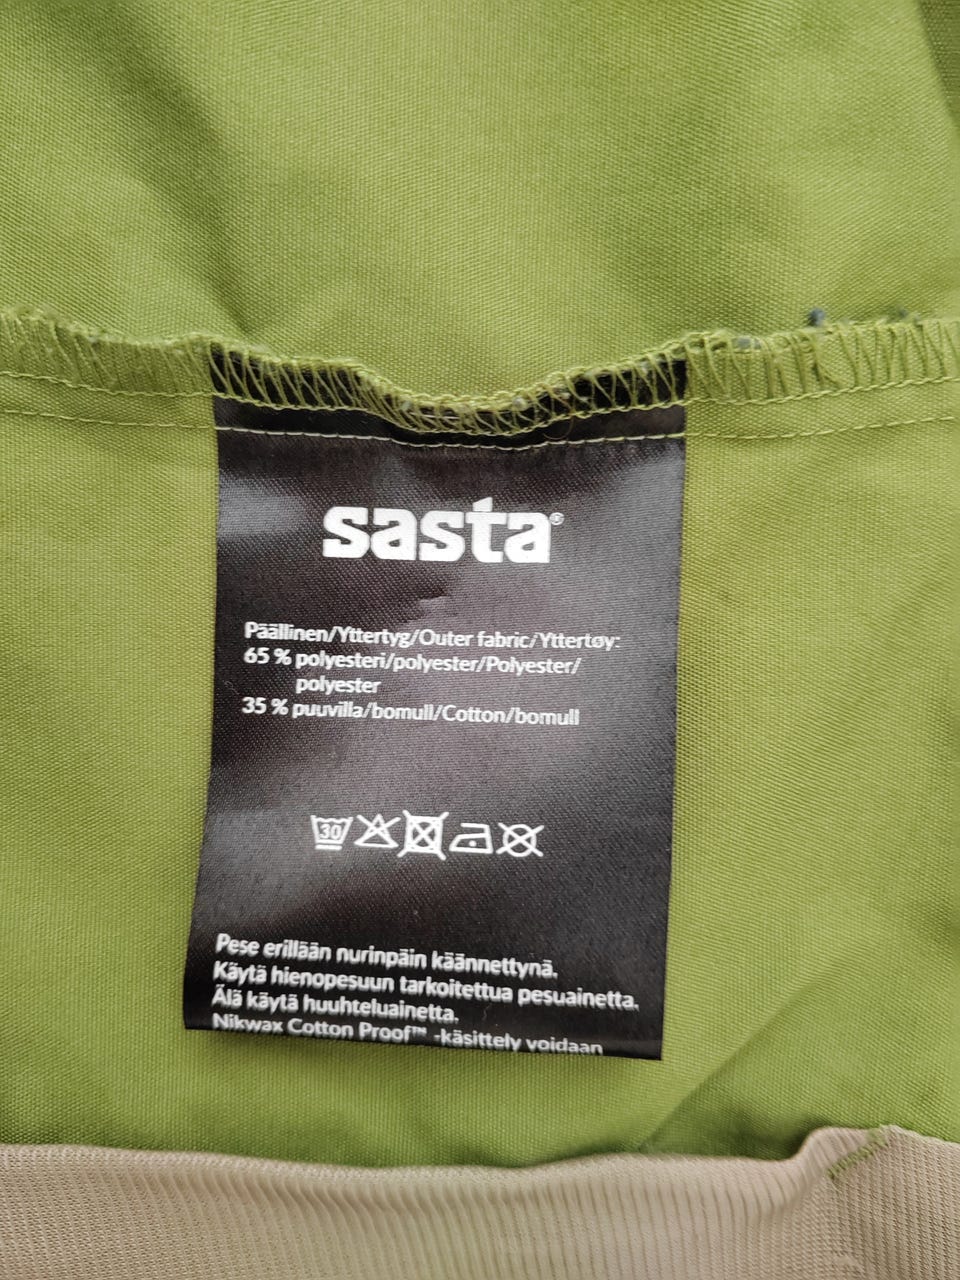 sasta®
Päällinen/Yttertyg/Outer fabric/Yttertøy:
65 % polyesteri/polyester/Polyester/
polyester
35 % puuvilla/bomull/Cotton/bomull
30
Pese erillään nurinpäin käännettynä.
Käytä hienopesuun tarkoitettua pesuainetta.
Älä käytä huuhteluainetta.
Nikwax Cotton Proof™ -käsittely voidaan